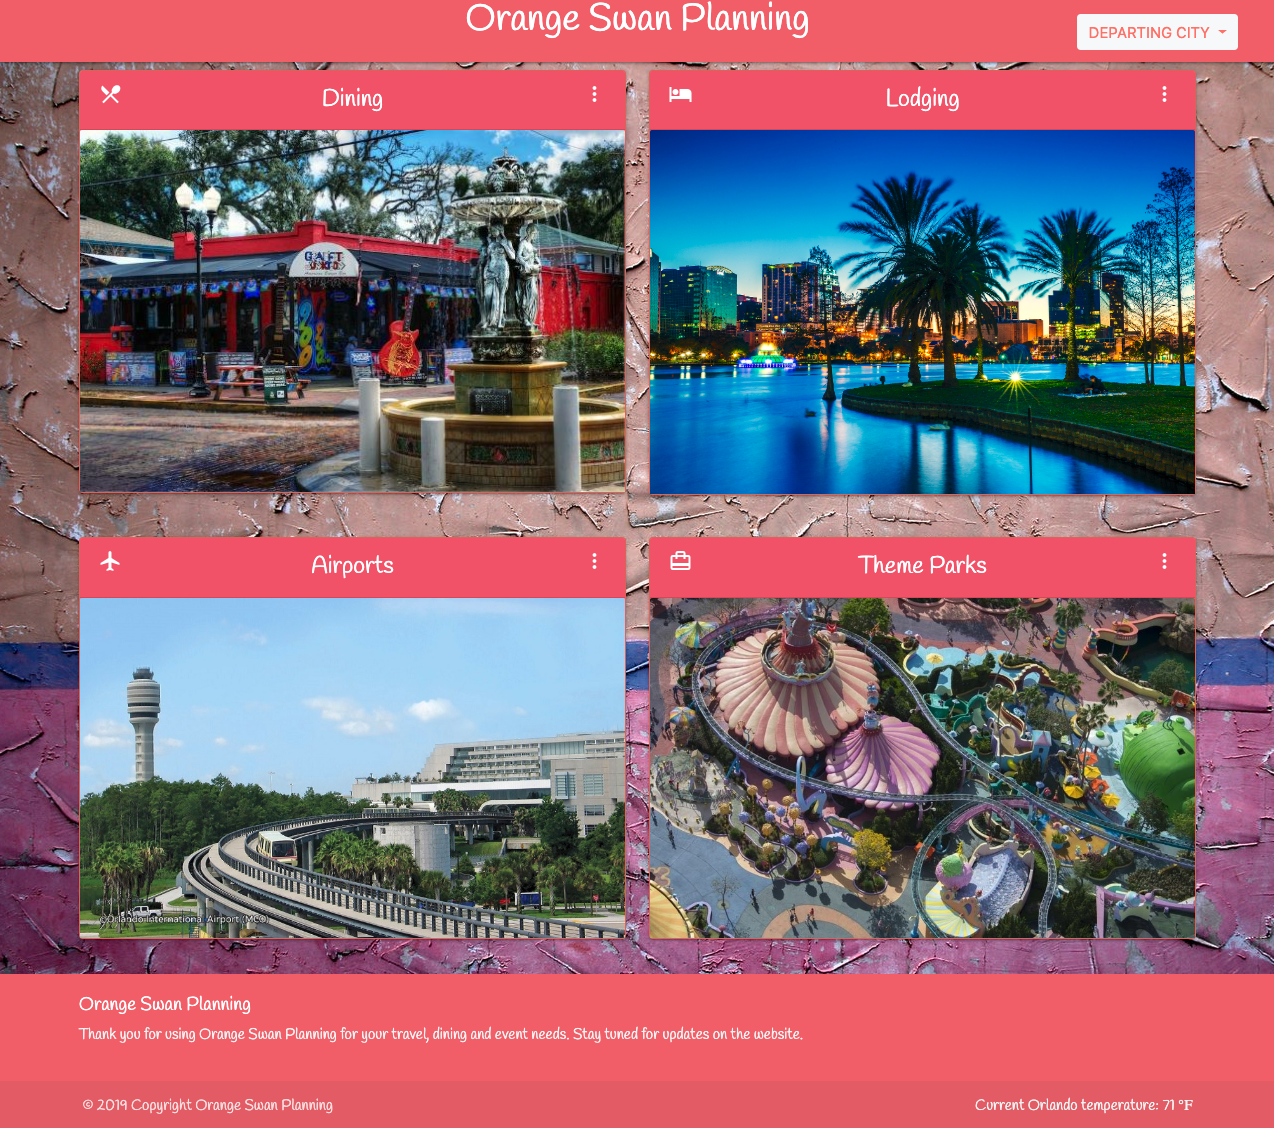 Orange Swan Planning
DEPARTING CITY
Dining
Lodging
Airports
Theme Parks
©Orlando International Airport (MCO)
Orange Swan Planning
Thank you for using Orange Swan Planning for your travel, dining and event needs. Stay tuned for updates on the website.
© 2019 Copyright Orange Swan Planning
Current Orlando temperature: 71 °F